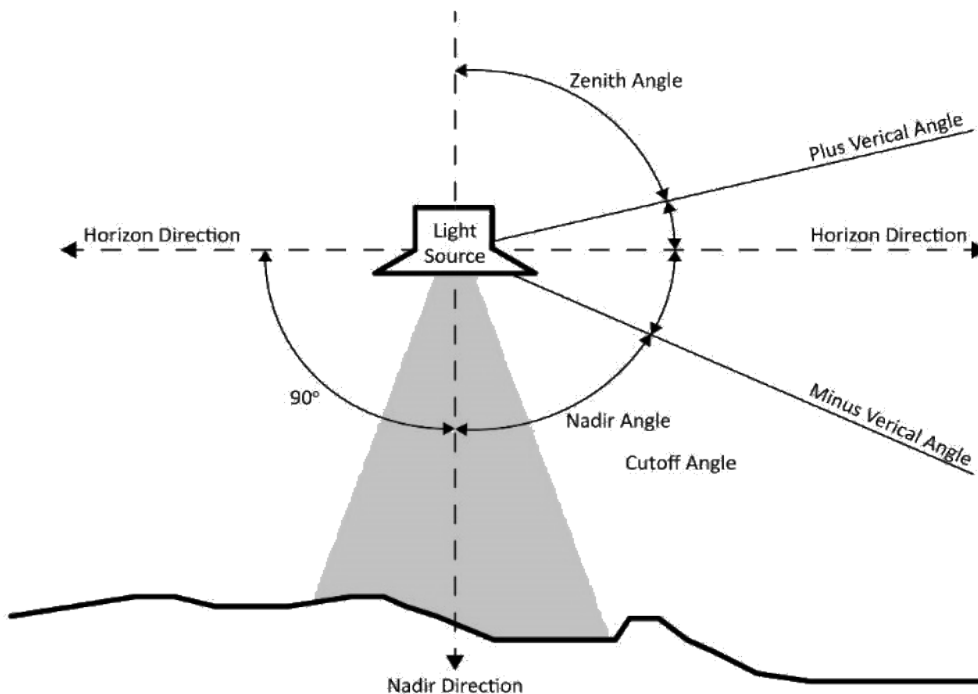 Zenith Angle
Plus Verical Angle
Horizon Direction
Light
Source
Horizon Direction
90°
Nadir Angle
Minus Verical Angle
Cutoff Angle
Nadir Direction